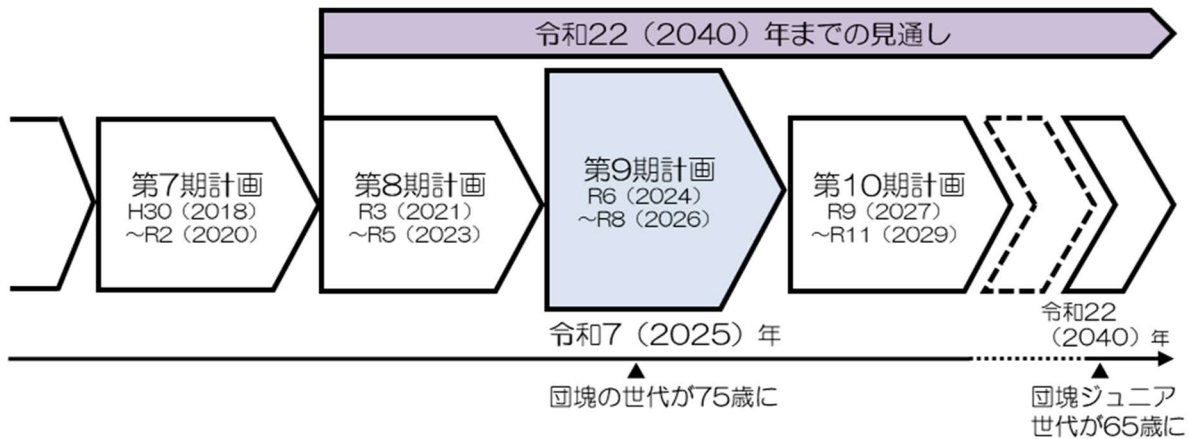 令和22（2040）年までの見通し
第7期計画
H30（2018）
～R2（2020）
第8期計画
R3（2021）
～R5（2023）
第9期計画
R6（2024）
～R8（2026）
第10期計画
R9（2027）
～R11（2029）
令和7（2025）年
令和22
（2040）年
▲
団塊の世代が75歳に
▲
団塊ジュニア
世代が65歳に